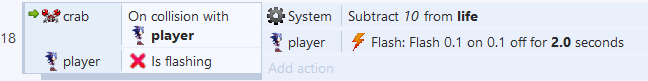 crab
On collision with
player
System
Subtract 10 from life
player
Flash: Flash 0.1 on 0.1 off for 2.0 seconds
18
player
Is flashing
Add action